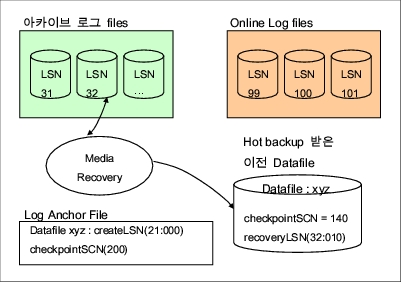 아카이브 로그 files
Online Log files
LSN 31
LSN 32
LSN ...
LSN 99
LSN 100
LSN 101
Hot backup 받은
이전 Datafile
Media
Recovery
Datafile : xyz
checkpointSCN = 140
recoveryLSN(32:010)
Log Anchor File
Datafile xyz : createLSN(21:000)
checkpointSCN(200)